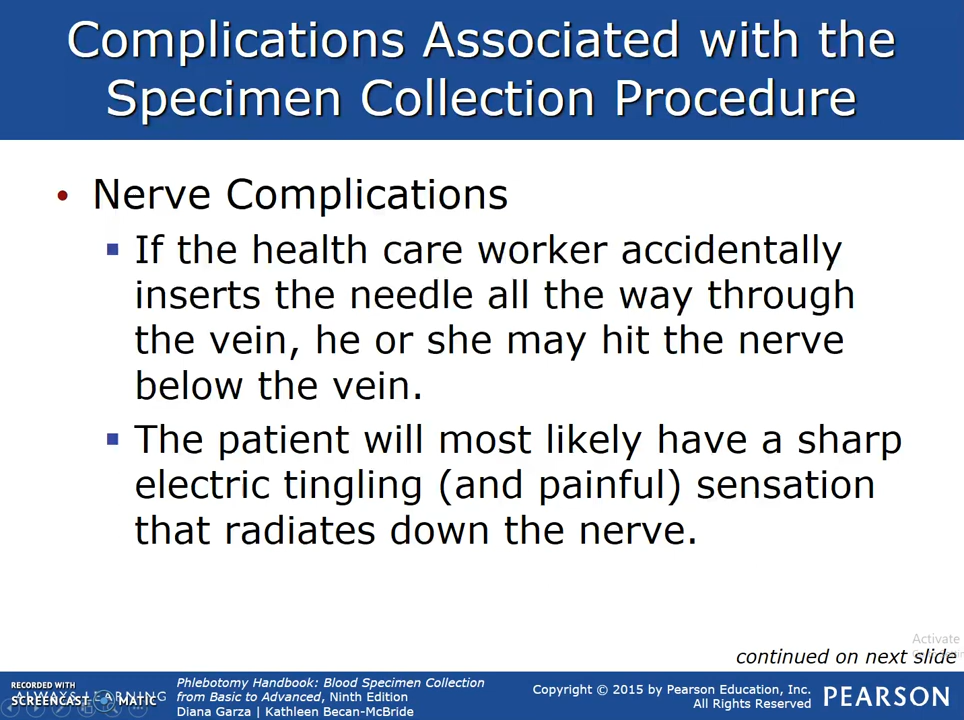 Complications Associated with the
Specimen Collection Procedure
• Nerve Complications
▪ If the health care worker accidentally
inserts the needle all the way through
the vein, he or she may hit the nerve
below the vein.
▪ The patient will most likely have a sharp
electric tingling (and painful) sensation
that radiates down the nerve.
Activate
continued on next slide
RECORDED WITH
SCREENCAST MATIC
ALWAYS LEARNING
Phlebotomy Handbook: Blood Specimen Collection
from Basic to Advanced, Ninth Edition
Diana Garza | Kathleen Becan-McBride
Copyright © 2015 by Pearson Education, Inc.
All Rights Reserved
PEARSON